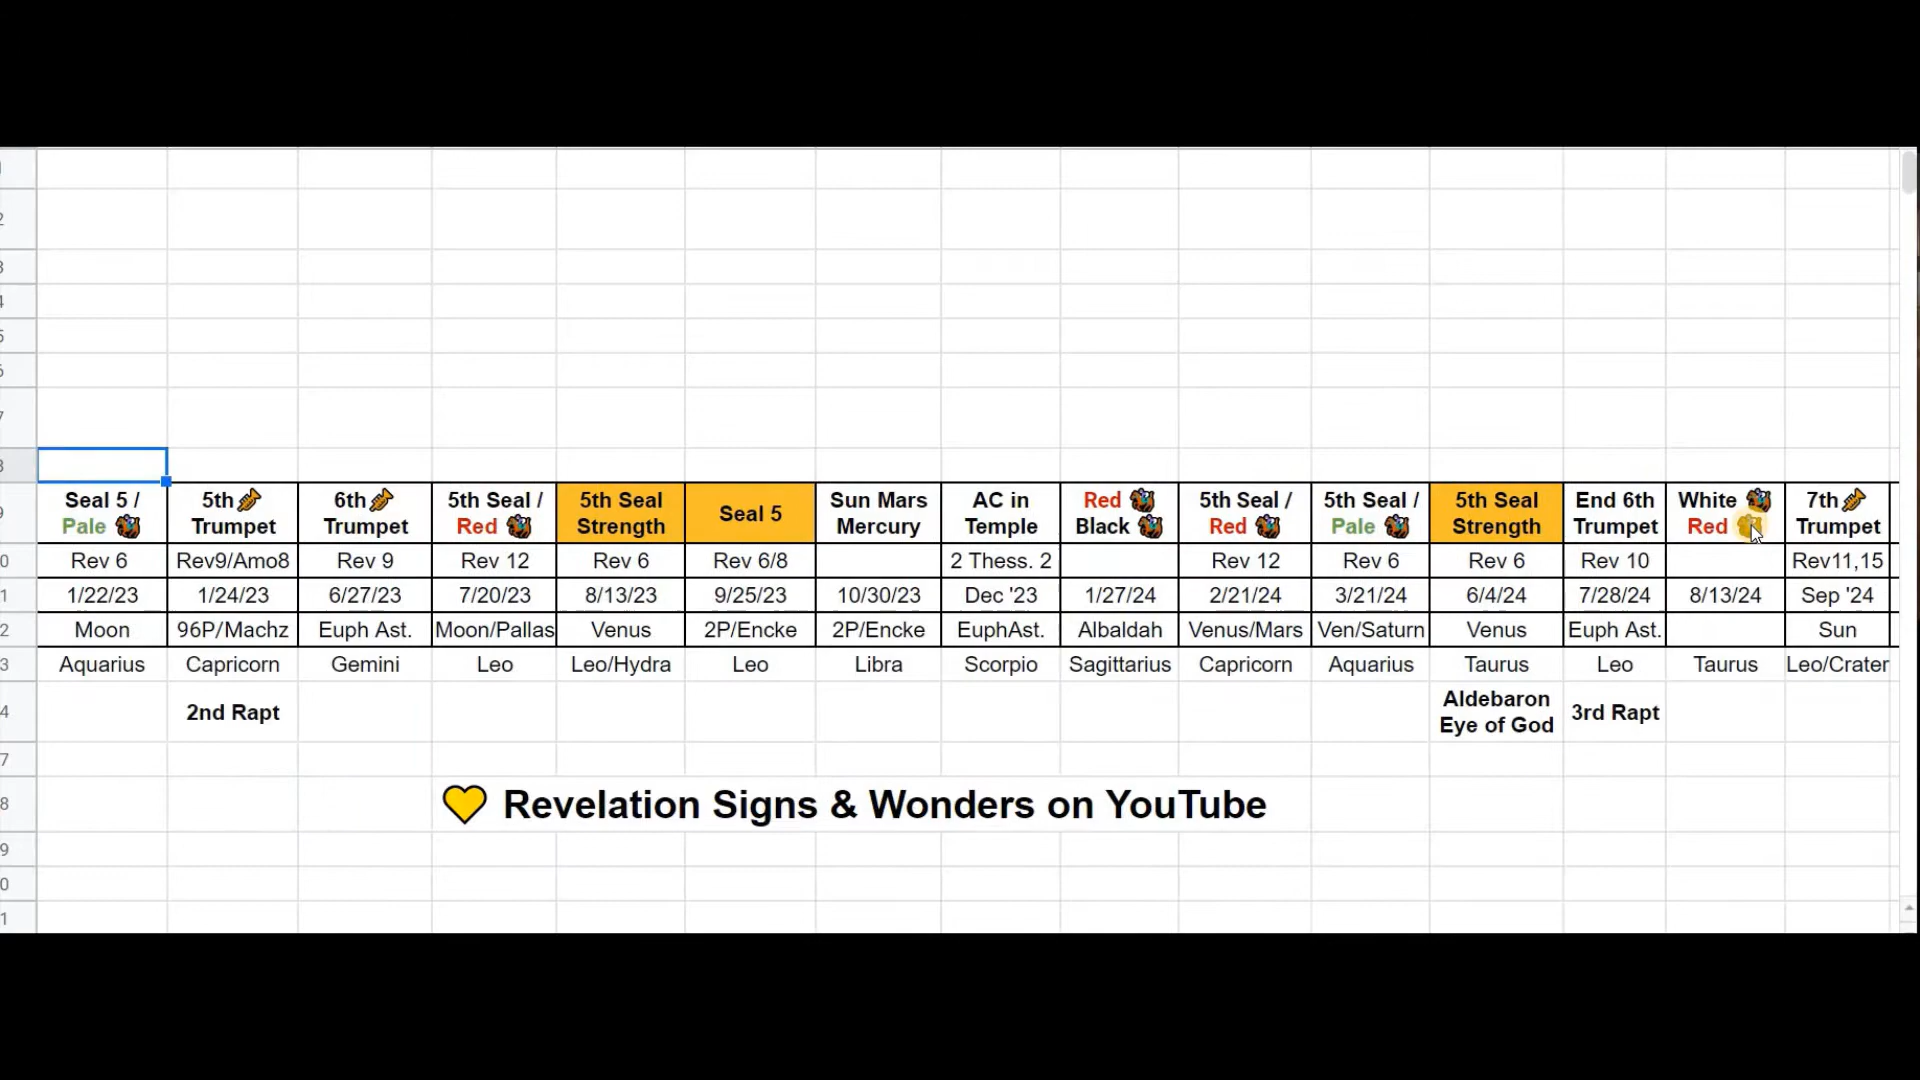 Seal 5 / 5th 6th 5th Seal / 5th Seal Seal 5 Sun Mars AC in Red 5th Seal / 5th Seal / 5th Seal End 6th White 7th
Pale Trumpet Trumpet Red Strength Mercury Temple Black Red Pale Strength Trumpet Red Trumpet
Rev 6 Rev9/Amo8 Rev 9 Rev 12 Rev 6 Rev 6/8 2 Thess. 2 Rev 12 Rev 6 Rev 6 Rev 10 Rev11,15
1/22/23 1/24/23 6/27/23 7/20/23 8/13/23 9/25/23 10/30/23 Dec '23 1/27/24 2/21/24 3/21/24 6/4/24 7/28/24 8/13/24 Sep '24
Moon 96P/Machz Euph Ast. Moon/Pallas Venus 2P/Encke 2P/Encke EuphAst. Albaldah Venus/Mars Ven/Saturn Venus Euph Ast. Sun
Aquarius Capricorn Gemini Leo Leo/Hydra Leo Libra Scorpio Sagittarius Capricorn Aquarius Taurus Leo Taurus Leo/Crater
2nd Rapt Aldebaron 3rd Rapt
Eye of God
Revelation Signs & Wonders on YouTube